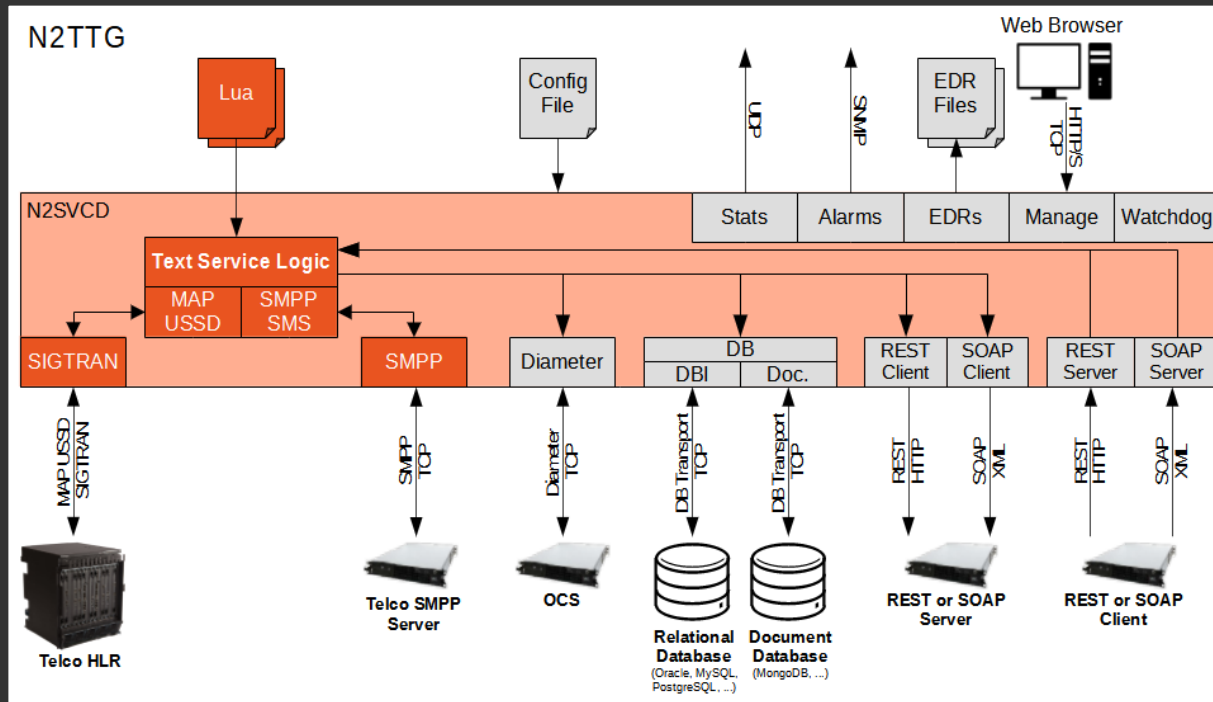 N2TTG
Web Browser
Lua
Config
File
UDP
SNMP
EDR
Files
HTTP/S
TCP
N2SVCD
Stats
Alarms
EDRs
Manage
Watchdog
Text Service Logic
MAP
USSD
SMPP
SMS
SIGTRAN
SMPP
Diameter
DB
DBI
Doc.
REST
Client
SOAP
Client
REST
Server
SOAP
Server
MAP USSD
SIGTRAN
SMPP
TCP
Diameter
TCP
DB Transport
TCP
DB Transport
TCP
REST
HTTP
SOAP
XML
REST
HTTP
SOAP
XML
Telco HLR
Telco SMPP
Server
OCS
Relational
Database
(Oracle, MySQL,
PostgreSQL, ...)
Document
Database
(MongoDB, ...)
REST or SOAP
Server
REST or SOAP
Client